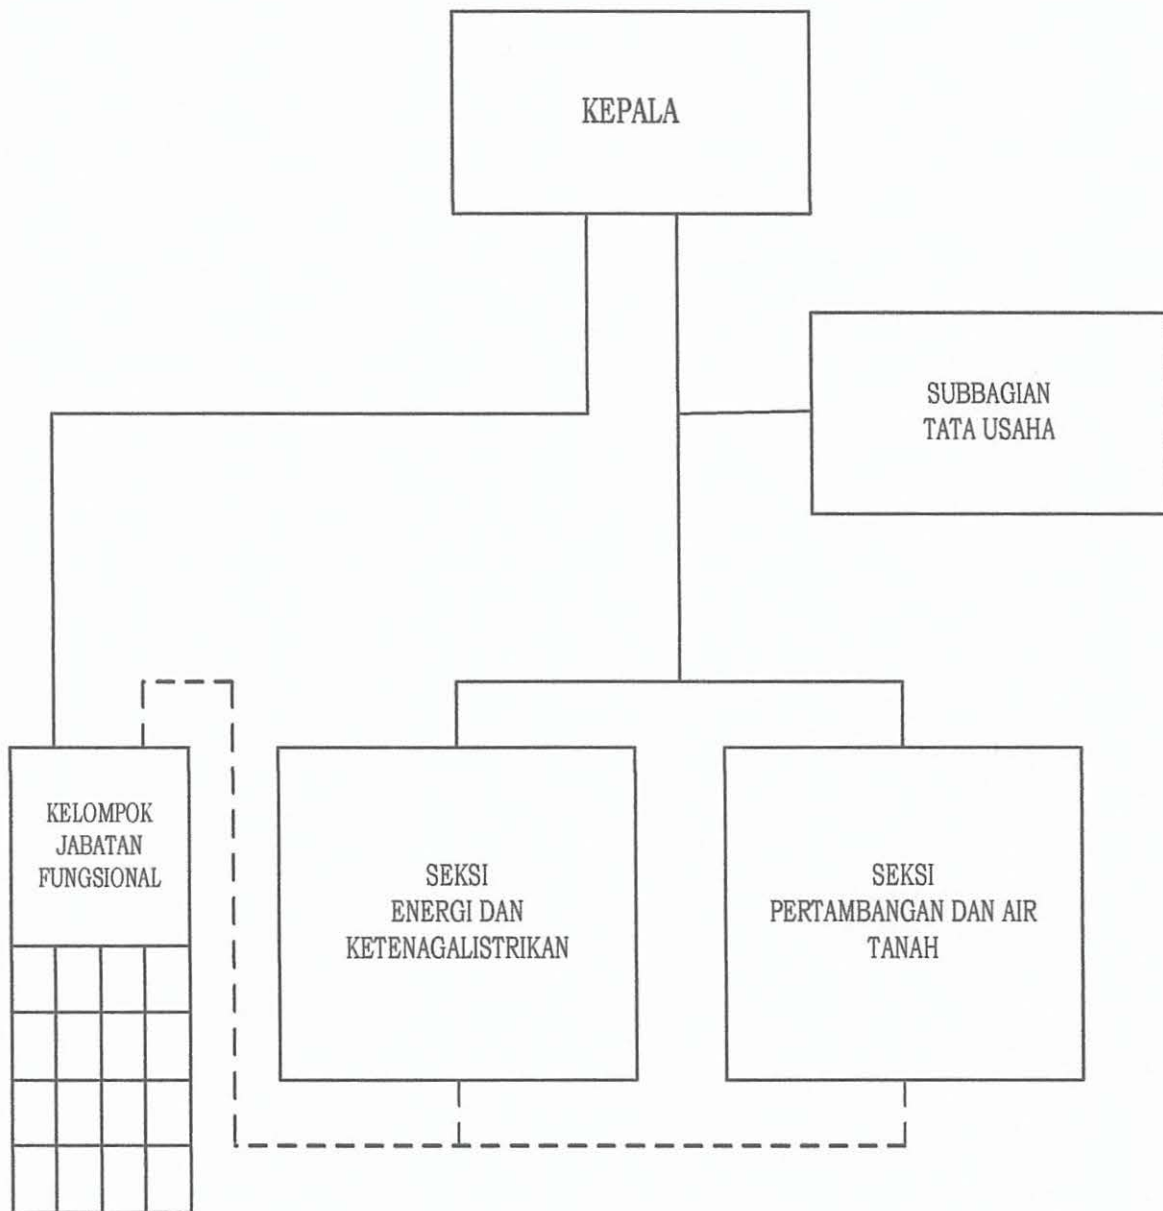 KEPALA
SUBBAGIAN
TATA USAHA
KELOMPOK
JABATAN
FUNGSIONAL
SEKSI
ENERGI DAN
KETENAGALISTRIKAN
SEKSI
PERTAMBANGAN DAN AIR
TANAH